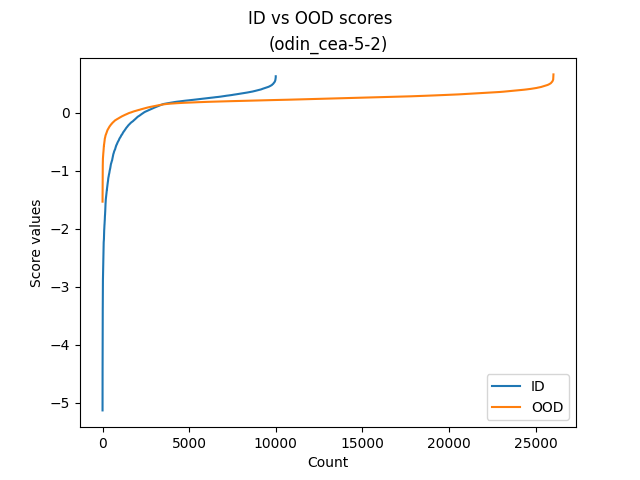 ID vs OOD scores
(odin_cea-5-2)
Score values
0
−1
−2
−3
−4
−5
0
5000
10000
15000
20000
25000
Count
ID
OOD